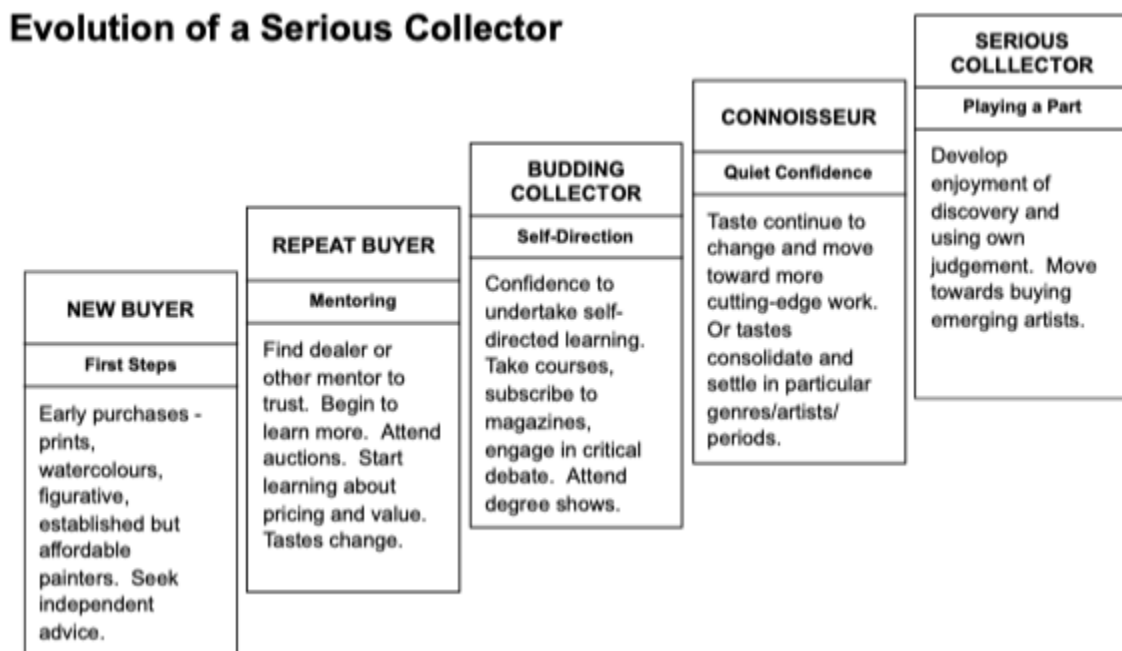 Evolution of a Serious Collector
NEW BUYER
First Steps
Early purchases -
prints,
watercolours,
figurative,
established but
affordable
painters. Seek
independent
advice.
REPEAT BUYER
Mentoring
Find dealer or
other mentor to
trust. Begin to
learn more. Attend
auctions. Start
learning about
pricing and value.
Tastes change.
BUDDING
COLLECTOR
Self-Direction
Confidence to
undertake self-
directed learning.
Take courses,
subscribe to
magazines,
engage in critical
debate. Attend
degree shows.
CONNOISSEUR
Quiet Confidence
Taste continue to
change and move
toward more
cutting-edge work.
Or tastes
consolidate and
settle in particular
genres/artists/
periods.
SERIOUS
COLLLECTOR
Playing a Part
Develop
enjoyment of
discovery and
using own
judgement. Move
towards buying
emerging artists.